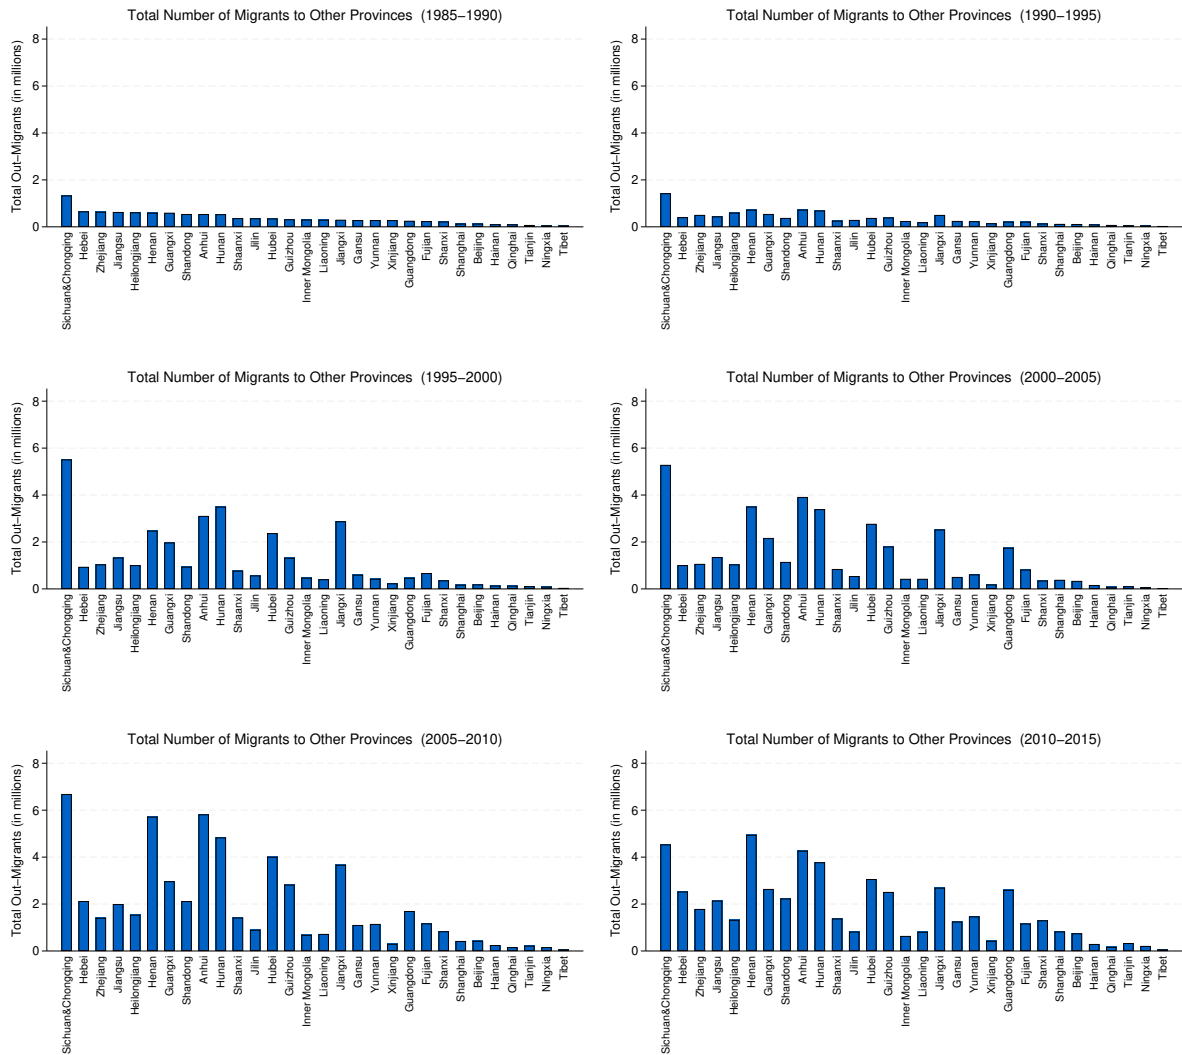 Total Number of Migrants to Other Provinces (1985−1990)
Total Out−Migrants (in millions)
8
6
4
2
0
Sichuan&Chongqing
Hebei
Zhejiang
Jiangsu
Heilongjiang
Henan
Guangxi
Shandong
Anhui
Hunan
Shaanxi
Jilin
Hubei
Guizhou
Inner Mongolia
Liaoning
Jiangxi
Gansu
Yunnan
Xinjiang
Guangdong
Fujian
Shanxi
Shanghai
Beijing
Hainan
Qinghai
Tianjin
Ningxia
Tibet
Total Number of Migrants to Other Provinces (1990−1995)
Total Out−Migrants (in millions)
8
6
4
2
0
Sichuan&Chongqing
Hebei
Zhejiang
Jiangsu
Heilongjiang
Henan
Guangxi
Shandong
Anhui
Hunan
Shaanxi
Jilin
Hubei
Guizhou
Inner Mongolia
Liaoning
Jiangxi
Gansu
Yunnan
Xinjiang
Guangdong
Fujian
Shanxi
Shanghai
Beijing
Hainan
Qinghai
Tianjin
Ningxia
Tibet
Total Number of Migrants to Other Provinces (1995−2000)
Total Out−Migrants (in millions)
8
6
4
2
0
Sichuan&Chongqing
Hebei
Zhejiang
Jiangsu
Heilongjiang
Henan
Guangxi
Shandong
Anhui
Hunan
Shaanxi
Jilin
Hubei
Guizhou
Inner Mongolia
Liaoning
Jiangxi
Gansu
Yunnan
Xinjiang
Guangdong
Fujian
Shanxi
Shanghai
Beijing
Hainan
Qinghai
Tianjin
Ningxia
Tibet
Total Number of Migrants to Other Provinces (2000−2005)
Total Out−Migrants (in millions)
8
6
4
2
0
Sichuan&Chongqing
Hebei
Zhejiang
Jiangsu
Heilongjiang
Henan
Guangxi
Shandong
Anhui
Hunan
Shaanxi
Jilin
Hubei
Guizhou
Inner Mongolia
Liaoning
Jiangxi
Gansu
Yunnan
Xinjiang
Guangdong
Fujian
Shanxi
Shanghai
Beijing
Hainan
Qinghai
Tianjin
Ningxia
Tibet
Total Number of Migrants to Other Provinces (2005−2010)
Total Out−Migrants (in millions)
8
6
4
2
0
Sichuan&Chongqing
Hebei
Zhejiang
Jiangsu
Heilongjiang
Henan
Guangxi
Shandong
Anhui
Hunan
Shaanxi
Jilin
Hubei
Guizhou
Inner Mongolia
Liaoning
Jiangxi
Gansu
Yunnan
Xinjiang
Guangdong
Fujian
Shanxi
Shanghai
Beijing
Hainan
Qinghai
Tianjin
Ningxia
Tibet
Total Number of Migrants to Other Provinces (2010−2015)
Total Out−Migrants (in millions)
8
6
4
2
0
Sichuan&Chongqing
Hebei
Zhejiang
Jiangsu
Heilongjiang
Henan
Guangxi
Shandong
Anhui
Hunan
Shaanxi
Jilin
Hubei
Guizhou
Inner Mongolia
Liaoning
Jiangxi
Gansu
Yunnan
Xinjiang
Guangdong
Fujian
Shanxi
Shanghai
Beijing
Hainan
Qinghai
Tianjin
Ningxia
Tibet